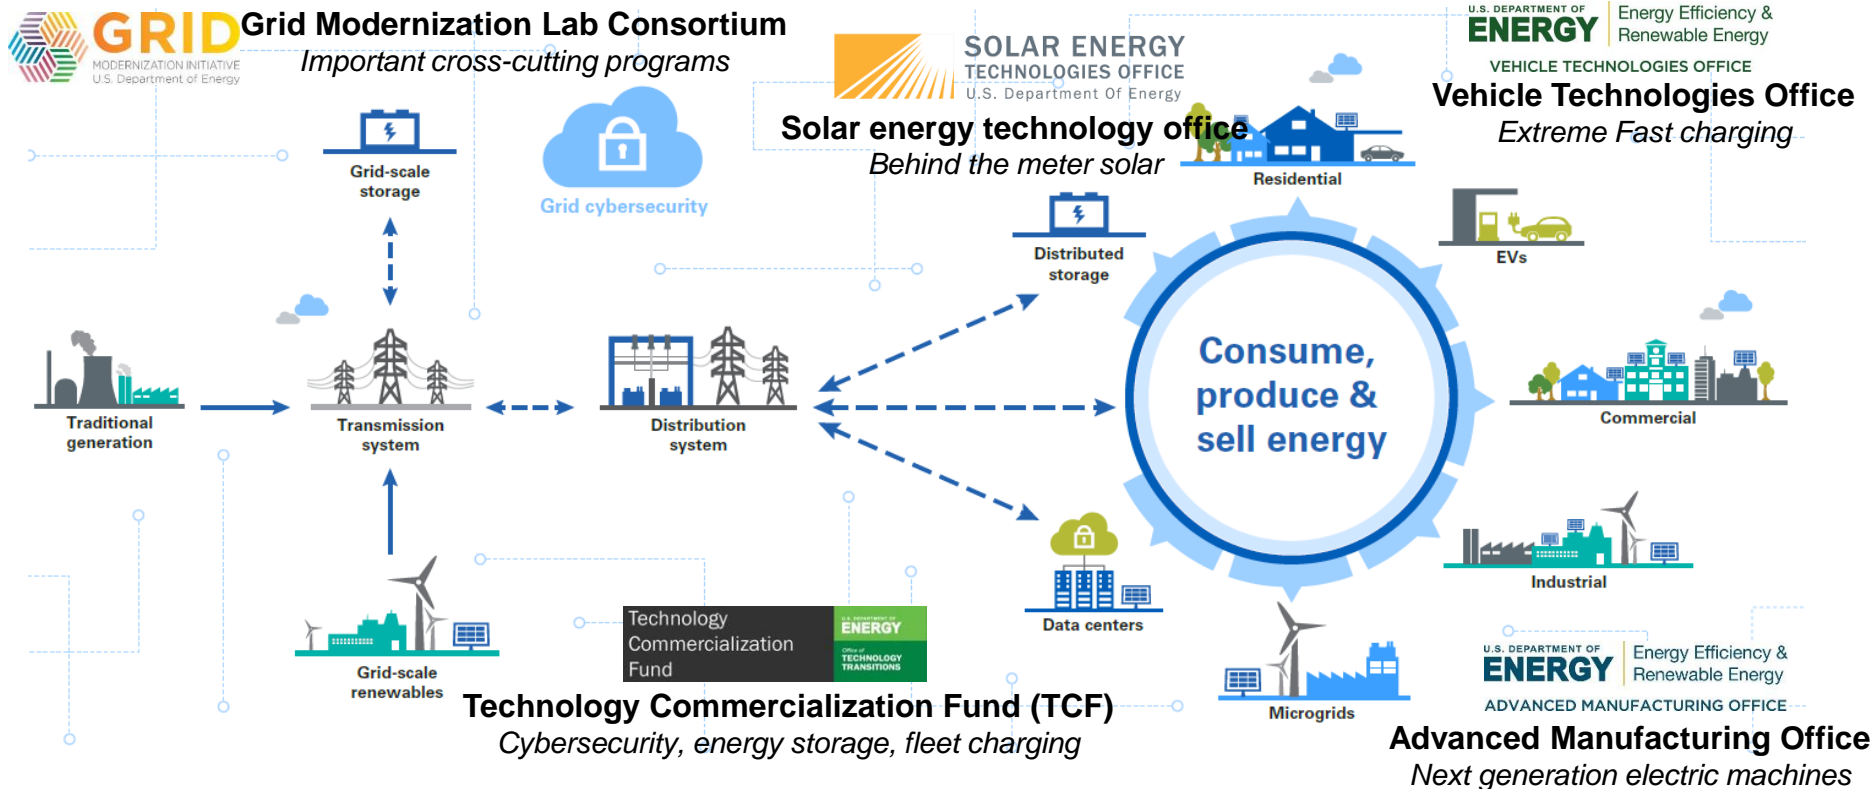 GRID
MODERNIZATION INITIATIVE
U.S. Department of Energy
Grid Modernization Lab Consortium
Important cross-cutting programs
SOLAR ENERGY
TECHNOLOGIES OFFICE
U.S. Department Of Energy
Solar energy technology office
Behind the meter solar
U.S. DEPARTMENT OF
ENERGY
Energy Efficiency &
Renewable Energy
VEHICLE TECHNOLOGIES OFFICE
Vehicle Technologies Office
Extreme Fast charging
Grid-scale
storage
Grid cybersecurity
Residential
Distributed
storage
EVs
Traditional
generation
Transmission
system
Distribution
system
Consume,
produce &
sell energy
Commercial
Industrial
Data centers
Microgrids
Grid-scale
renewables
Technology
Commercialization
Fund
U.S. DEPARTMENT OF
ENERGY
Office of
TECHNOLOGY
TRANSITIONS
Technology Commercialization Fund (TCF)
Cybersecurity, energy storage, fleet charging
U.S. DEPARTMENT OF
ENERGY
Energy Efficiency &
Renewable Energy
ADVANCED MANUFACTURING OFFICE
Advanced Manufacturing Office
Next generation electric machines